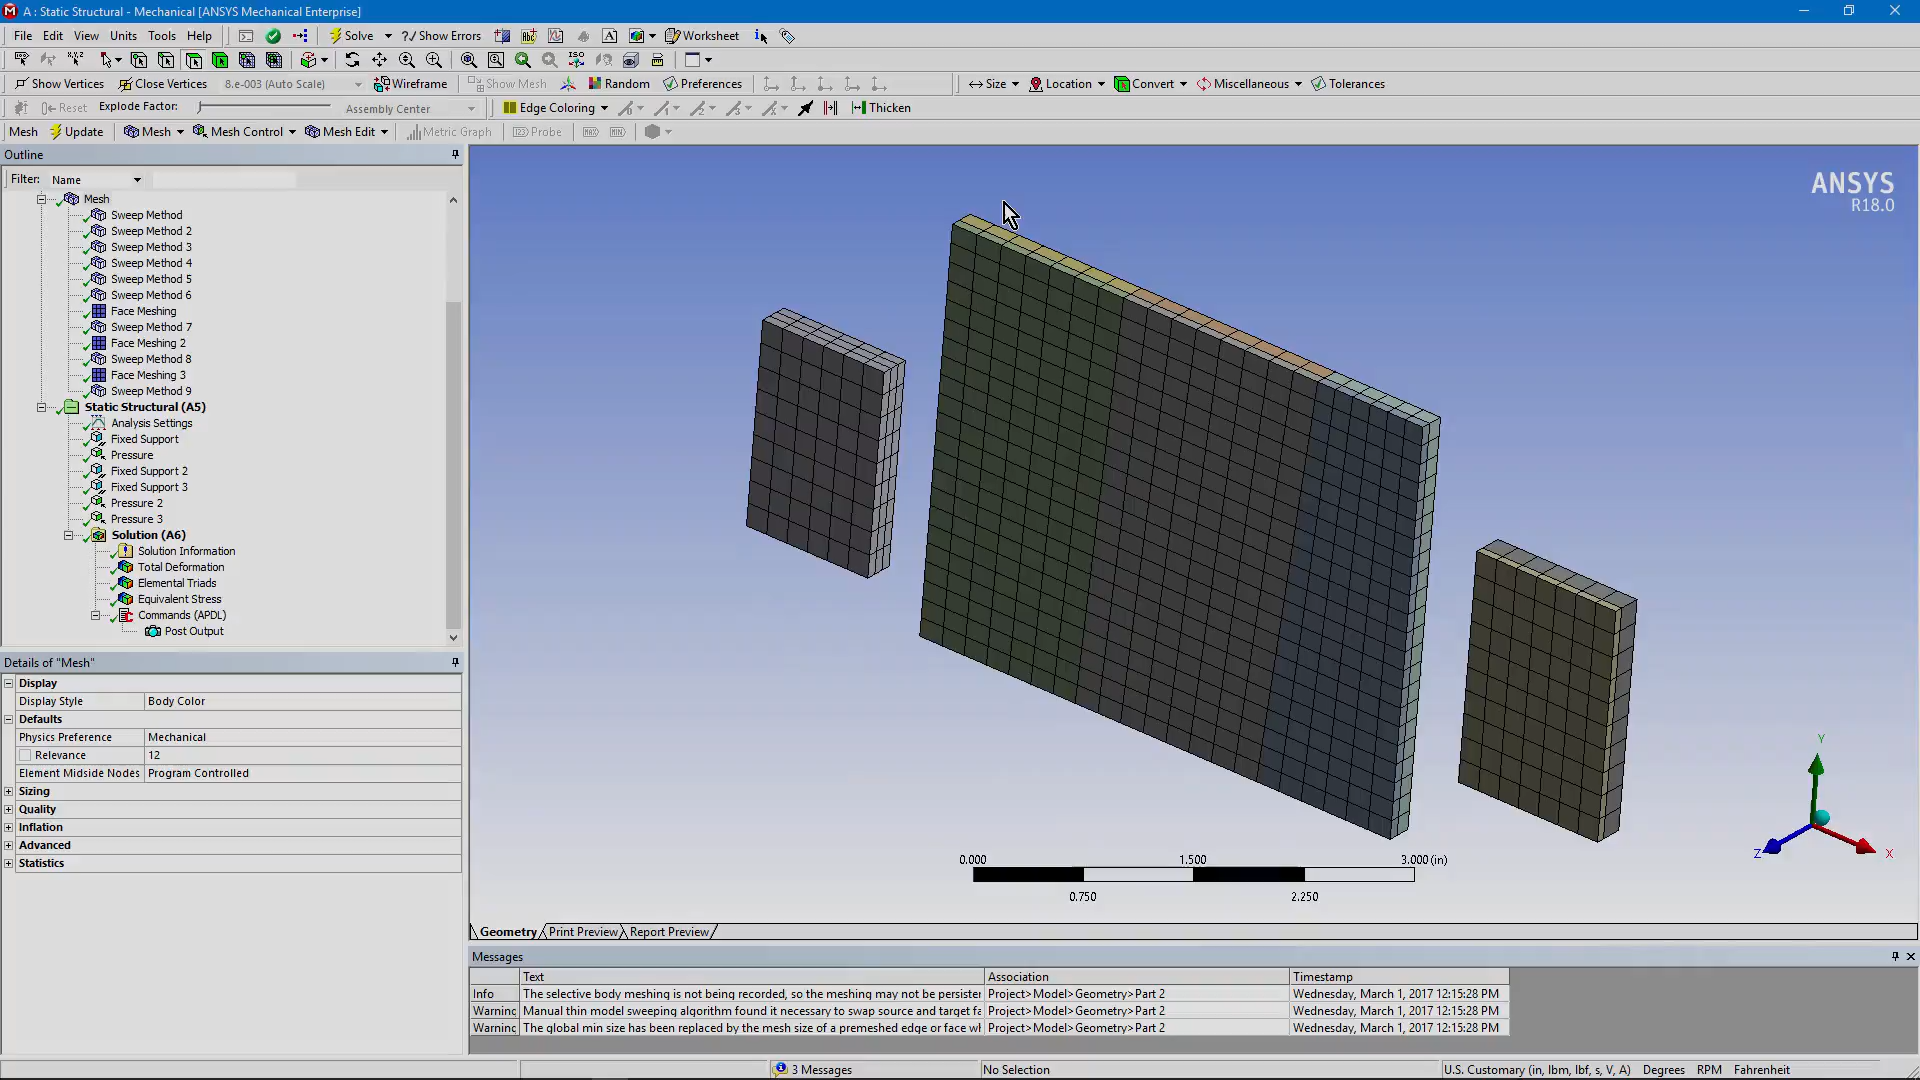 A : Static Structural - Mechanical [ANSYS Mechanical Enterprise]
File Edit View Units Tools Help Solve ?/ Show Errors Worksheet
Show Vertices Close Vertices 8.e-003 (Auto Scale) Wireframe Show Mesh Random Preferences Size Location Convert Miscellaneous Tolerances
Reset Explode Factor: Assembly Center Edge Coloring Thicken
Mesh Update Mesh Mesh Control Mesh Edit Metric Graph Probe MAX MIN
Outline
Filter: Name
Mesh
Sweep Method
Sweep Method 2
Sweep Method 3
Sweep Method 4
Sweep Method 5
Sweep Method 6
Face Meshing
Sweep Method 7
Face Meshing 2
Sweep Method 8
Face Meshing 3
Sweep Method 9
Static Structural (A5)
Analysis Settings
Fixed Support
Pressure
Fixed Support 2
Fixed Support 3
Pressure 2
Pressure 3
Solution (A6)
Solution Information
Total Deformation
Elemental Triads
Equivalent Stress
Commands (APDL)
Post Output
Details of "Mesh"
Display
Display Style Body Color
Defaults
Physics Preference Mechanical
Relevance 12
Element Midside Nodes Program Controlled
Sizing
Quality
Inflation
Advanced
Statistics
ANSYS
R18.0
Y
Z X
0.000 1.500 3.000 (in)
0.750 2.250
Geometry Print Preview Report Preview
Messages
Text Association Timestamp
Info The selective body meshing is not being recorded, so the meshing may not be persister Project>Model>Geometry>Part 2 Wednesday, March 1, 2017 12:15:28 PM
Warning Manual thin model sweeping algorithm found it necessary to swap source and target fa Project>Model>Geometry>Part 2 Wednesday, March 1, 2017 12:15:28 PM
Warning The global min size has been replaced by the mesh size of a premeshed edge or face wl Project>Model>Geometry>Part 2 Wednesday, March 1, 2017 12:15:28 PM
3 Messages No Selection U.S. Customary (in, lbm, lbf, s, V, A) Degrees RPM Fahrenheit